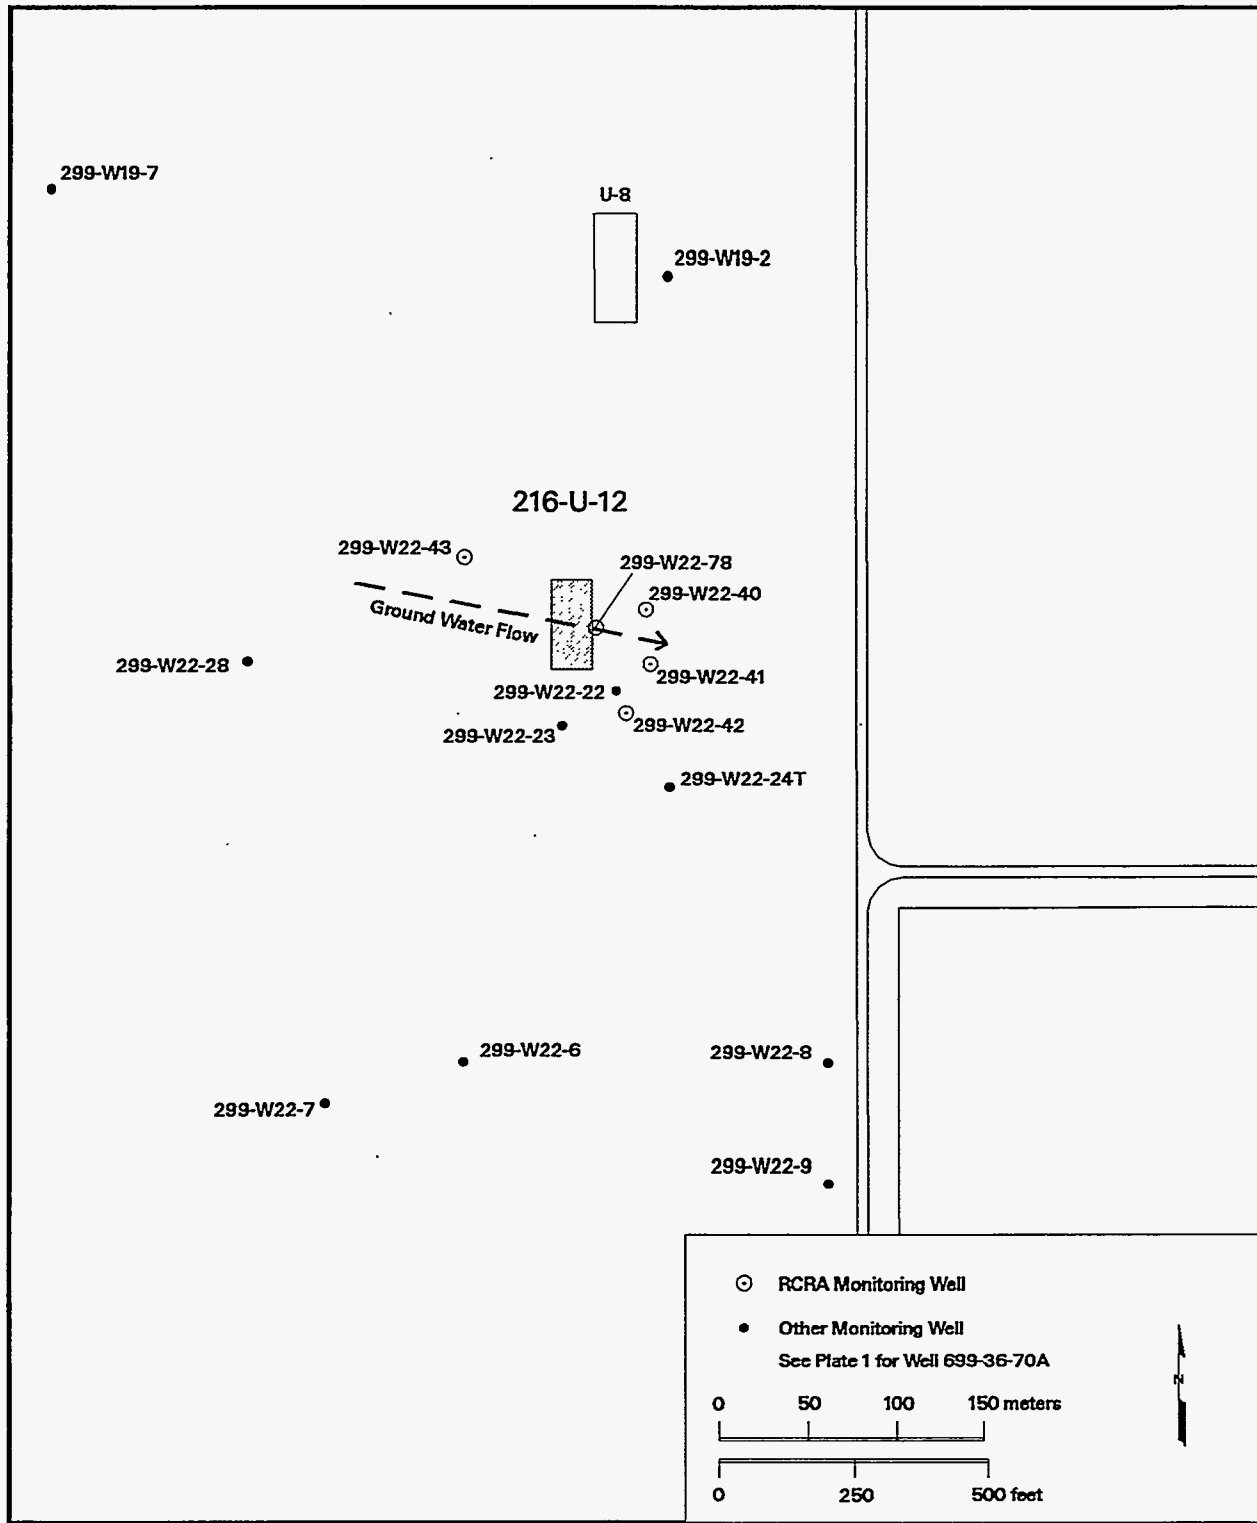 299-W19-7
U-8
299-W19-2
216-U-12
299-W22-43
299-W22-78
299-W22-40
Ground Water Flow
299-W22-28
299-W22-41
299-W22-22
299-W22-42
299-W22-23
299-W22-24T
299-W22-6
299-W22-8
299-W22-7
299-W22-9
RCRA Monitoring Well
Other Monitoring Well
See Plate 1 for Well 699-36-70A
N
0 50 100 150 meters
0 250 500 feet